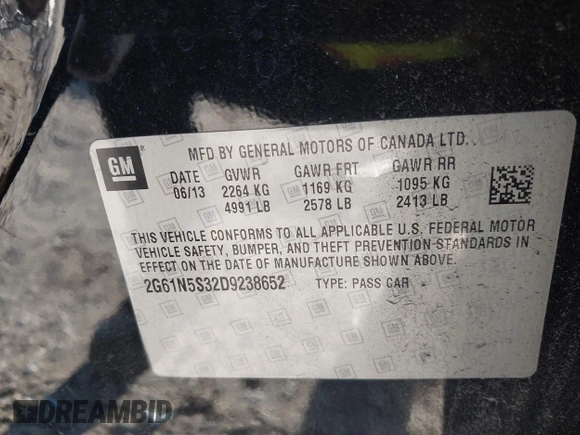 GM
MFD BY GENERAL MOTORS OF CANADA LTD.
DATE GVWR GAWR FRT GAWR RR
06/13 2264 KG 1169 KG 1095 KG
4991 LB 2578 LB 2413 LB
THIS VEHICLE CONFORMS TO ALL APPLICABLE U.S. FEDERAL MOTOR
VEHICLE SAFETY, BUMPER, AND THEFT PREVENTION STANDARDS IN
EFFECT ON THE DATE OF MANUFACTURE SHOWN ABOVE.
2G61N5S32D9238652 TYPE: PASS CAR
DREAMBID